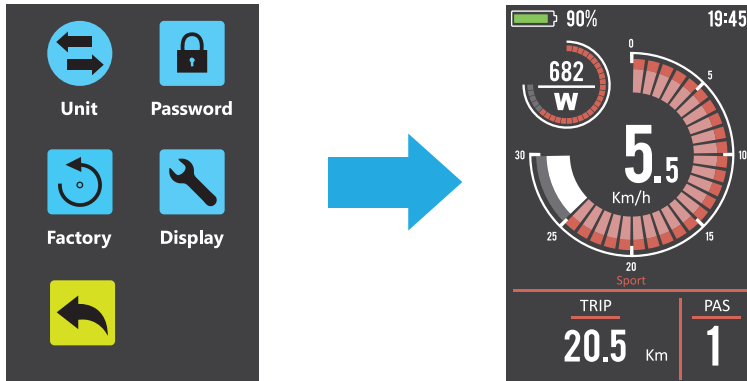 Unit
Password
Factory
Display
90%
19:45
682
W
0
5
10
15
20
25
30
5.5
Km/h
Sport
TRIP
20.5 Km
PAS
1